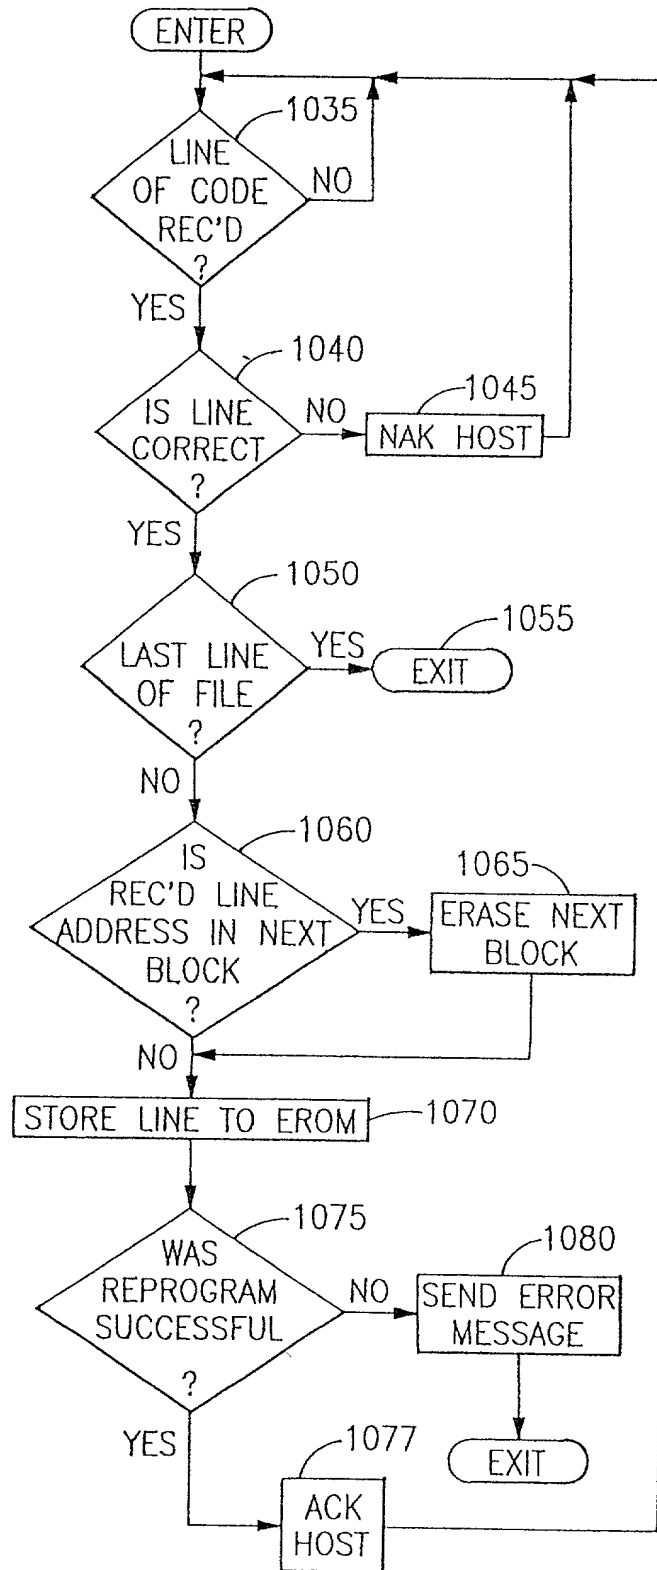 ENTER
1035
LINE
OF CODE
REC'D
?
NO
YES
1040
IS LINE
CORRECT
?
NO
1045
NAK HOST
YES
1050
LAST LINE
OF FILE
?
YES
1055
EXIT
NO
1060
IS
REC'D LINE
ADDRESS IN NEXT
BLOCK
?
YES
1065
ERASE NEXT
BLOCK
NO
STORE LINE TO EROM
1070
1075
WAS
REPROGRAM
SUCCESSFUL
?
NO
1080
SEND ERROR
MESSAGE
EXIT
YES
1077
ACK
HOST